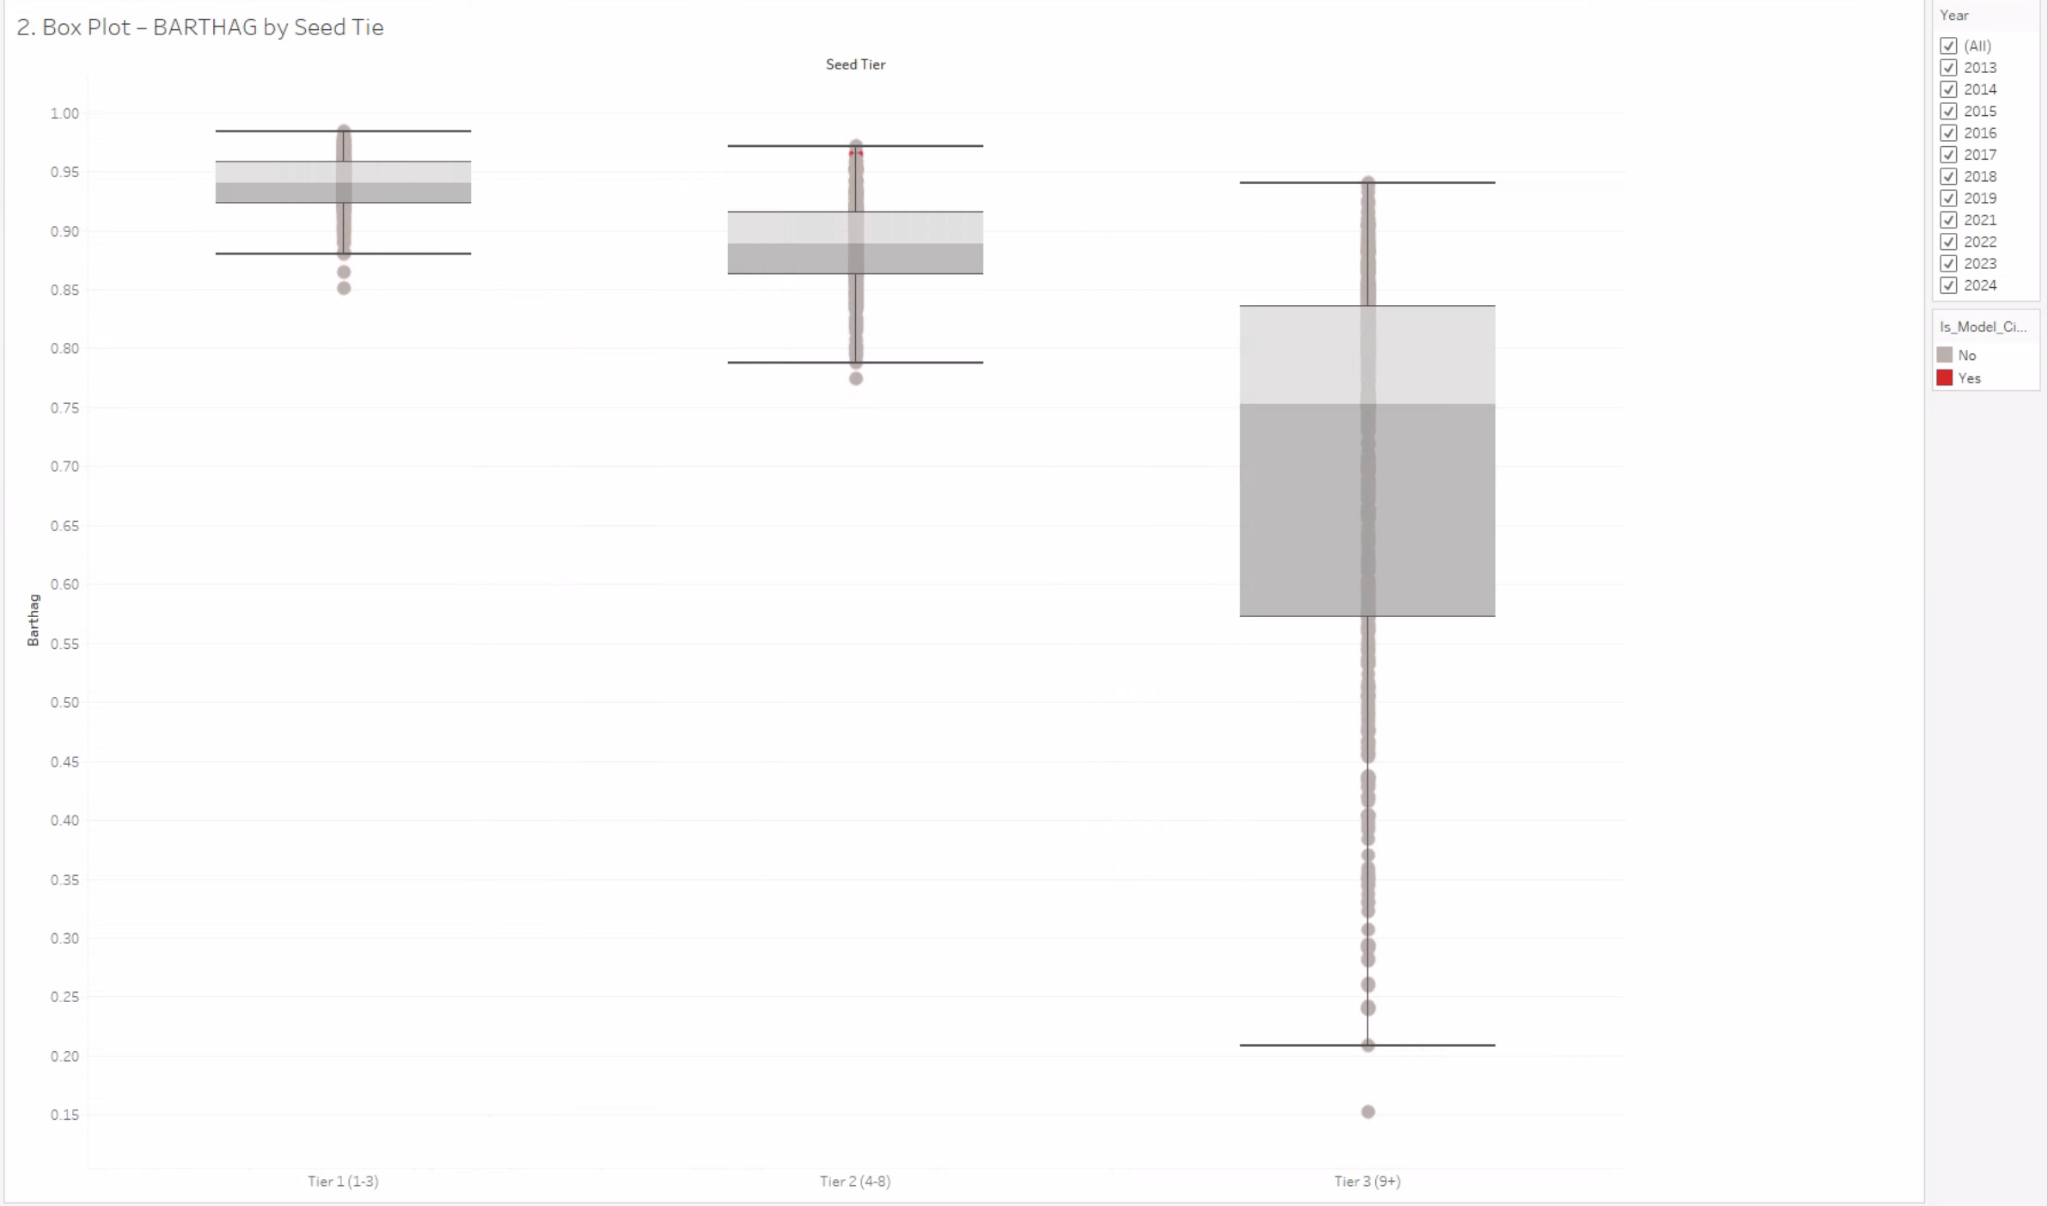 2. Box Plot – BARTHAG by Seed Tie
Seed Tier
1.00
0.95
0.90
0.85
0.80
0.75
0.70
0.65
0.60
0.55
0.50
0.45
0.40
0.35
0.30
0.25
0.20
0.15
Barthag
Tier 1 (1-3)
Tier 2 (4-8)
Tier 3 (9+)
Year
(All)
2013
2014
2015
2016
2017
2018
2019
2021
2022
2023
2024
Is_Model_Ci...
No
Yes